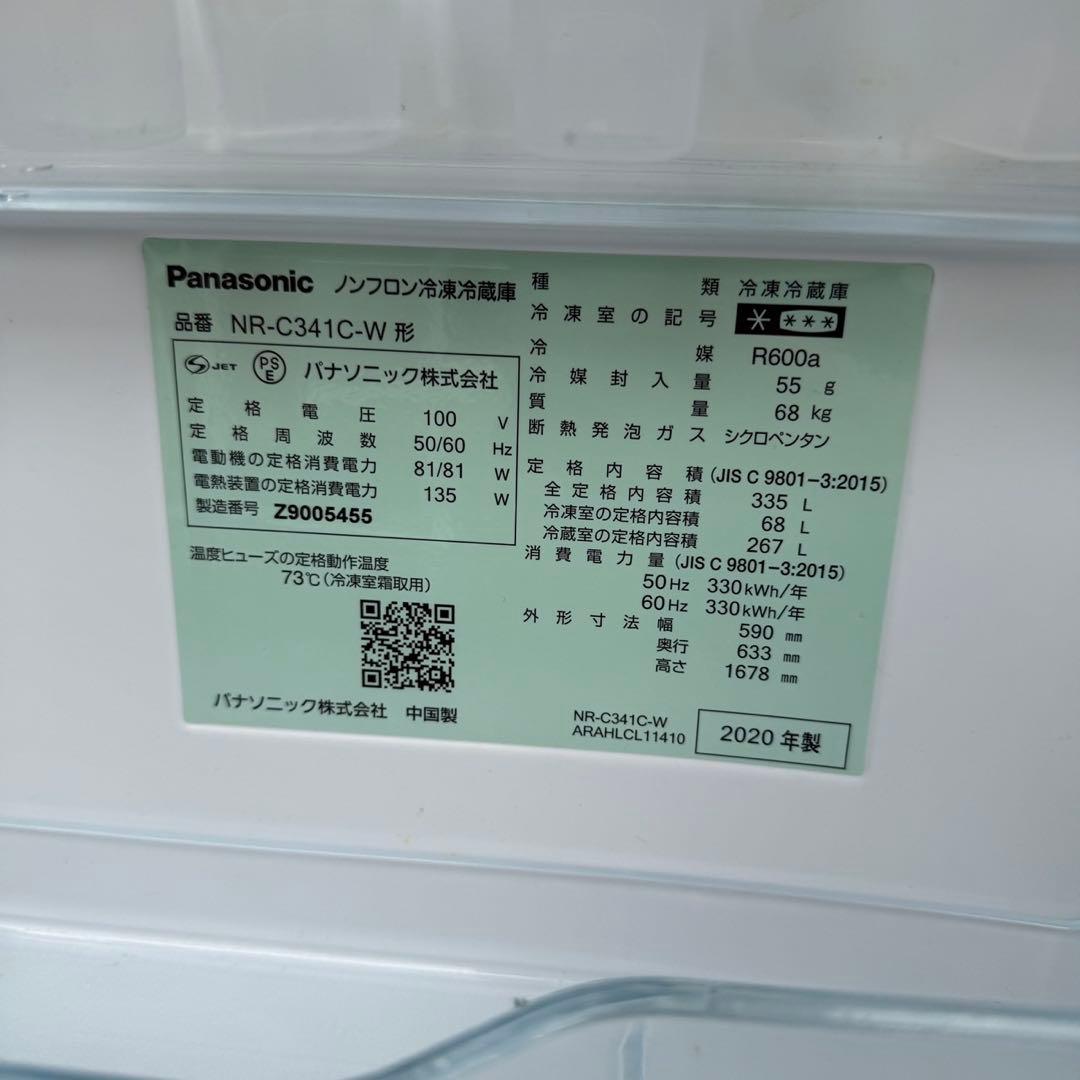 Panasonic ノンフロン冷凍冷蔵庫
品番 NR-C341C-W 形
JET PS E パナソニック株式会社
定格電圧 100 V
定格周波数 50/60 Hz
電動機の定格消費電力 81/81 W
電熱装置の定格消費電力 135 W
製造番号 Z9005455
温度ヒューズの定格動作温度
73℃(冷凍室霜取用)
パナソニック株式会社 中国製
種類 冷凍冷蔵庫
冷凍室の記号 * ***
冷媒 R600a
冷媒封入量 55 g
質量 68 kg
断熱発泡ガス シクロペンタン
定格内容積 (JIS C 9801-3:2015)
全定格内容積 335 L
冷凍室の定格内容積 68 L
冷蔵室の定格内容積 267 L
消費電力量 (JIS C 9801-3:2015)
50Hz 330kWh/年
60Hz 330kWh/年
外形寸法 幅 590 mm
奥行 633 mm
高さ 1678 mm
NR-C341C-W
ARAHLCL11410
2020年製